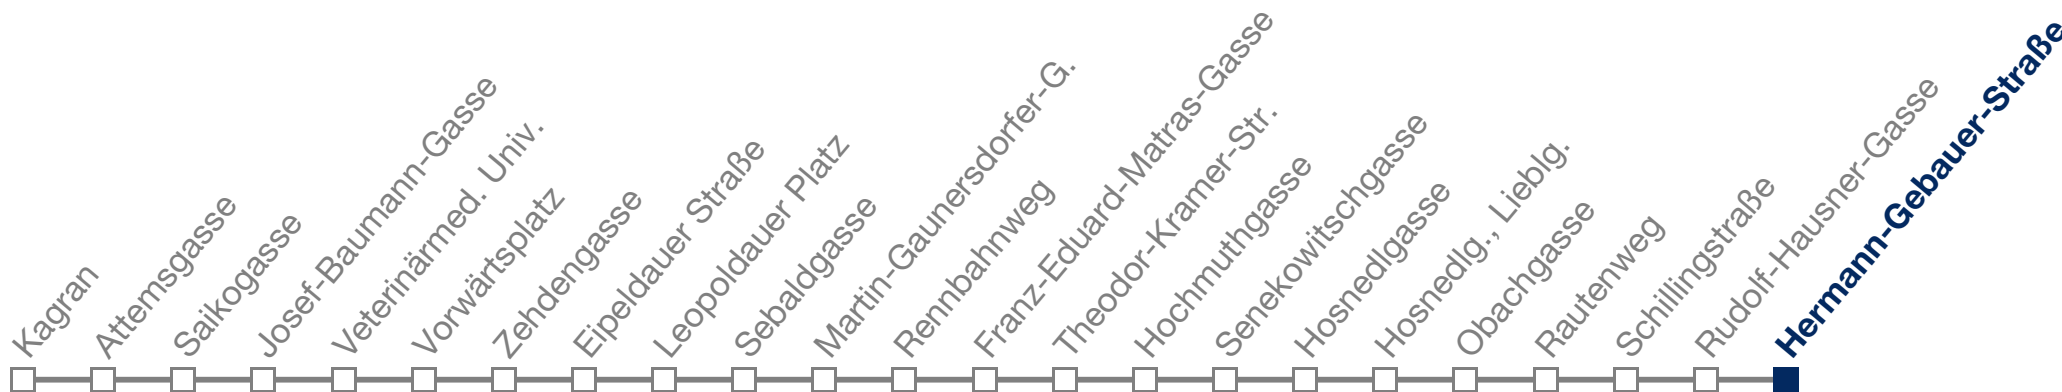 Kagran
Attemsgasse
Saikogasse
Josef-Baumann-Gasse
Veterinärmed. Univ.
Vorwärtsplatz
Zehdengasse
Eipeldauer Straße
Leopoldauer Platz
Sebaldgasse
Martin-Gaunersdorfer-G.
Rennbahnweg
Franz-Eduard-Matras-Gasse
Theodor-Kramer-Str.
Hochmuthgasse
Senekowitschgasse
Hosnedlgasse
Hosnedlg., Lieblg.
Obachgasse
Rautenweg
Schillingstraße
Rudolf-Hausner-Gasse
Hermann-Gebauer-Straße